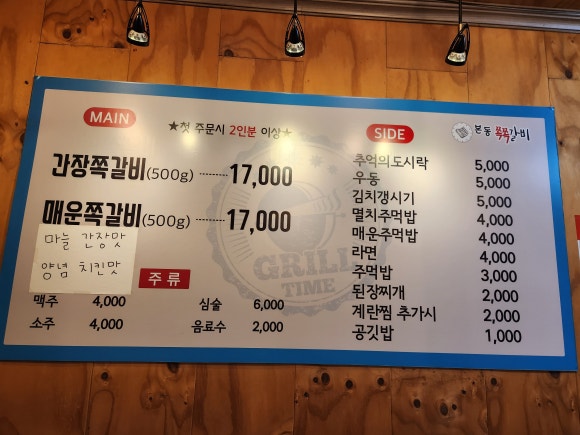 MAIN
★첫 주문시 2인분 이상★
간장쪽갈비(500g) ············ 17,000
매운쪽갈비(500g) ·········· 17,000
마늘 간장맛
양념 치킨맛
주류
맥주 4,000
심술 6,000
소주 4,000
음료수 2,000
GRILL
TIME
SIDE
본동 쪽쪽갈비
추억의도시락 5,000
우동 5,000
김치갱시기 5,000
멸치주먹밥 4,000
매운주먹밥 4,000
라면 4,000
주먹밥 3,000
된장찌개 2,000
계란찜 추가시 2,000
공깃밥 1,000